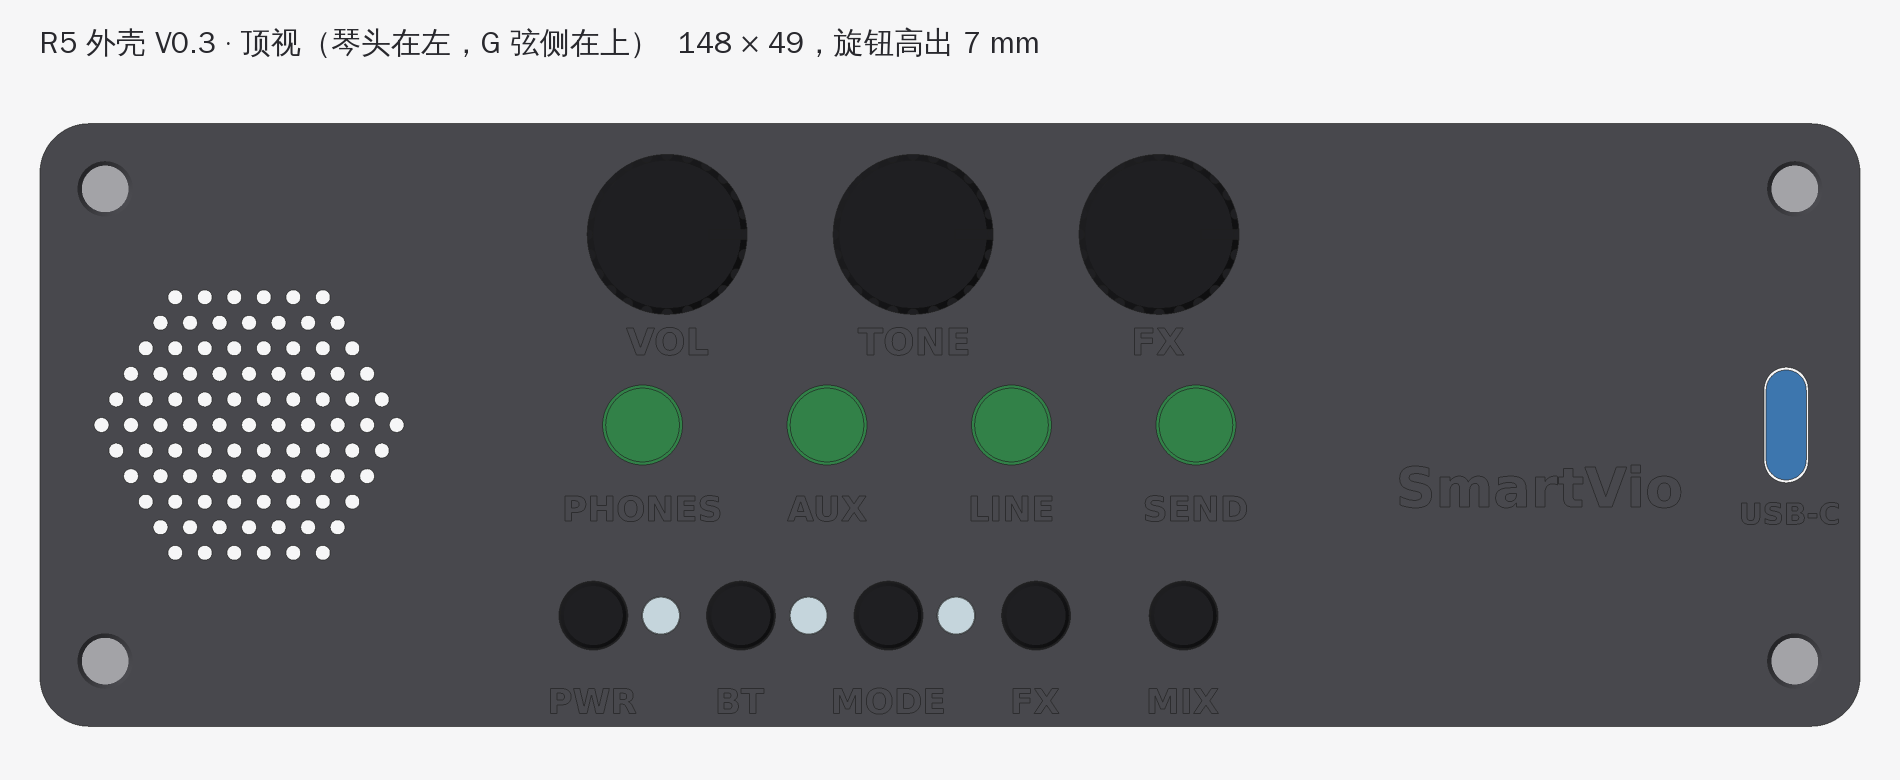 R5 外壳 V0.3 · 顶视（琴头在左，G 弦侧在上） 148 × 49，旋钮高出 7 mm
VOL TONE FX
PHONES AUX LINE SEND
SmartVio
USB-C
PWR BT MODE FX MIX